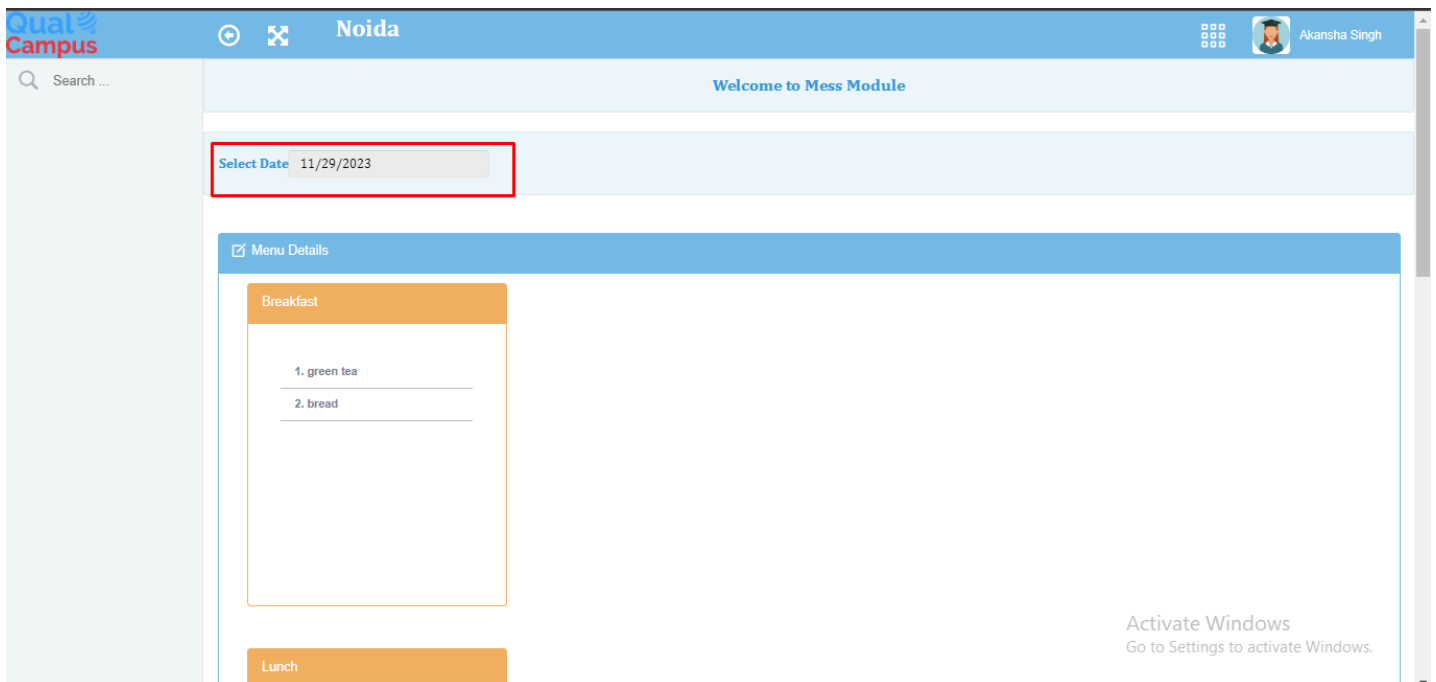 Qual
Campus
Noida
Akansha Singh
Search ...
Welcome to Mess Module
Select Date 11/29/2023
Menu Details
Breakfast
1. green tea
2. bread
Activate Windows
Go to Settings to activate Windows.
Lunch